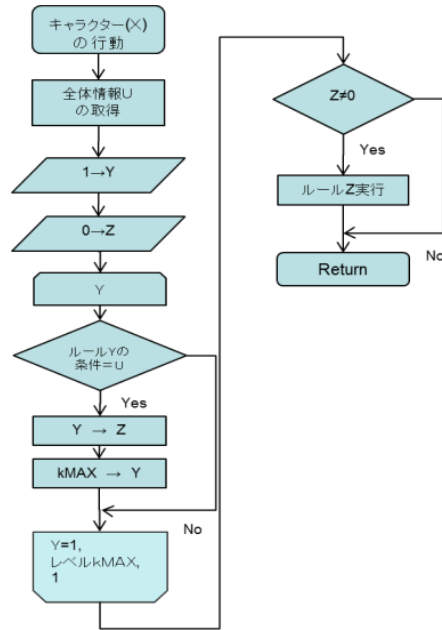 キャラクター(X)
の行動
全体情報U
の取得
1→Y
0→Z
Y
ルールYの
条件＝U
Yes
Y → Z
kMAX → Y
No
Y=1,
レベルkMAX,
1
Z≠0
Yes
ルールZ実行
No
Return